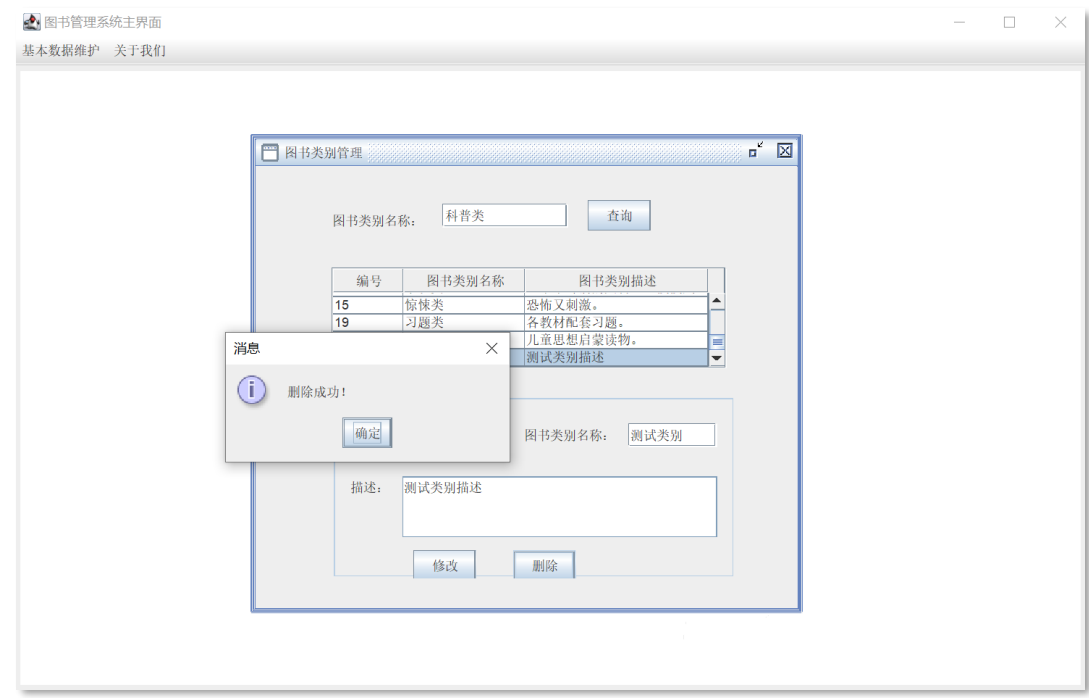 图书管理系统主界面
基本数据维护 关于我们
图书类别管理
图书类别名称： 科普类 查询
编号 图书类别名称 图书类别描述
15 惊悚类 恐怖又刺激。
19 习题类 各教材配套习题。
儿童思想启蒙读物。
测试类别描述
消息
删除成功！
确定
图书类别名称： 测试类别
描述： 测试类别描述
修改 删除